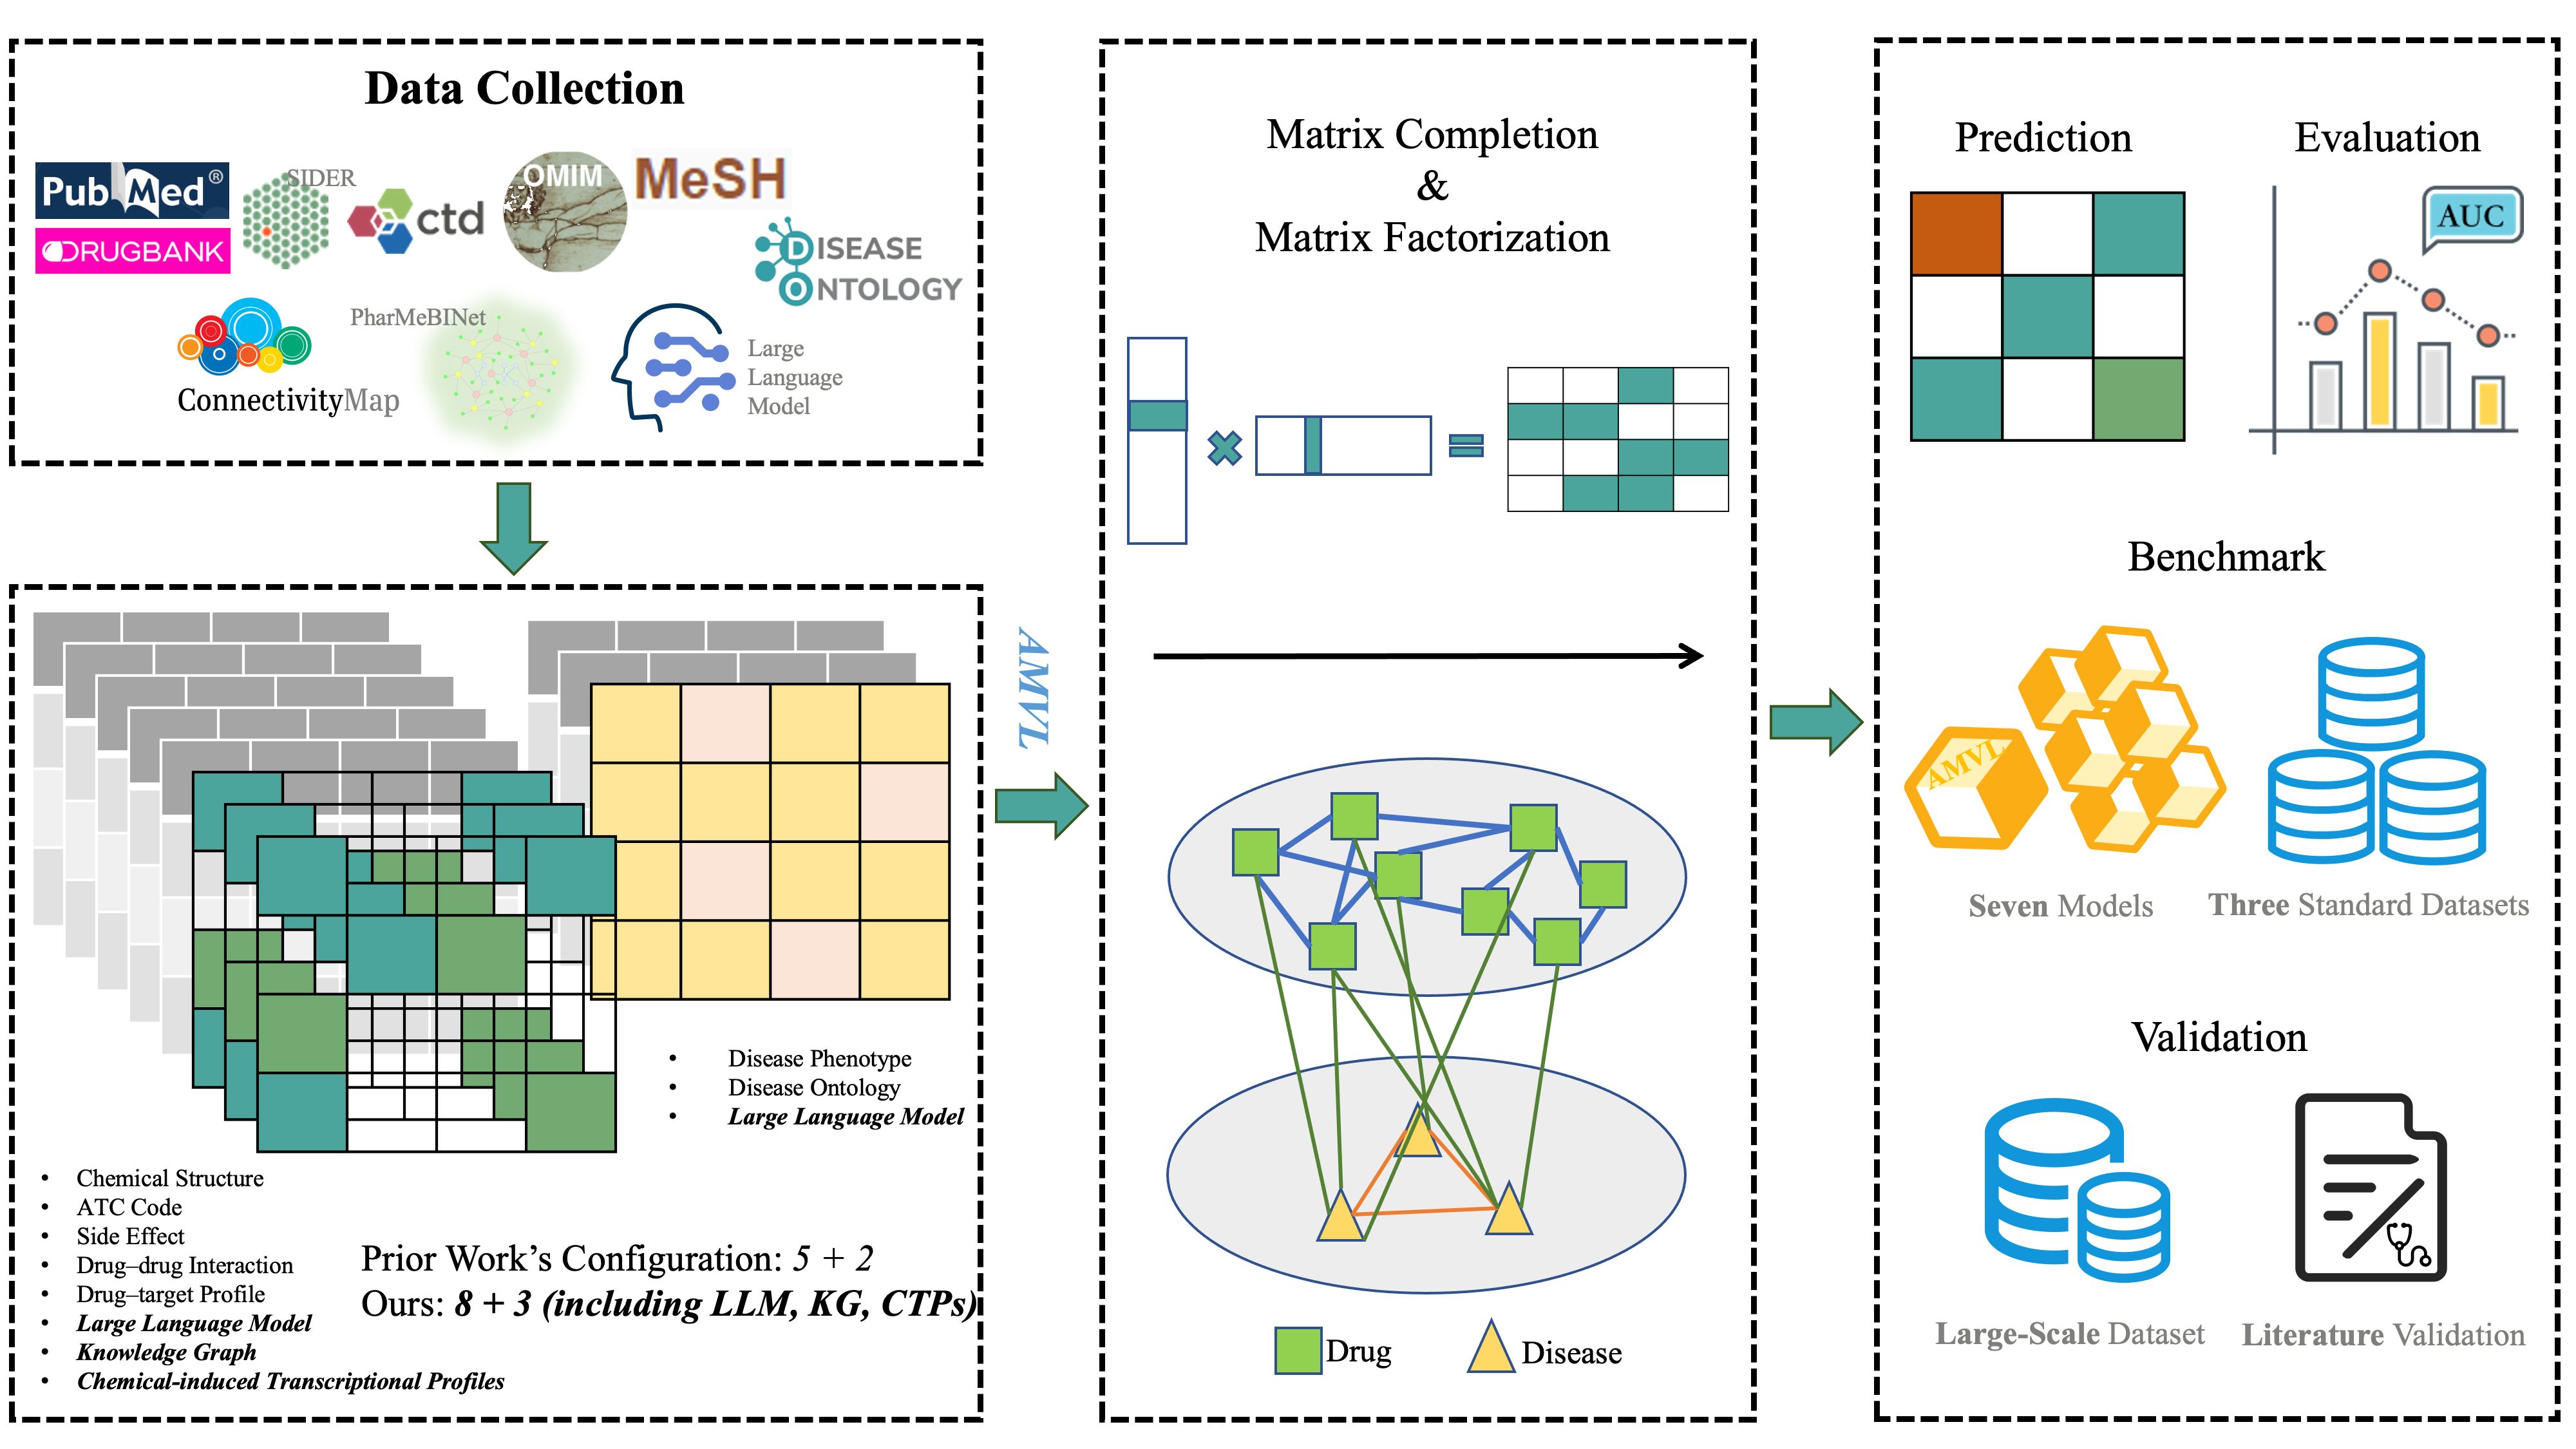 Data Collection
PubMed®
SIDER
ctd
OMIM
MeSH
DRUGBANK
DISEASE
ONTOLOGY
ConnectivityMap
PharMeBINet
Large
Language
Model
• Disease Phenotype
• Disease Ontology
• Large Language Model
• Chemical Structure
• ATC Code
• Side Effect
• Drug–drug Interaction
• Drug–target Profile
• Large Language Model
• Knowledge Graph
• Chemical-induced Transcriptional Profiles
Prior Work’s Configuration: 5 + 2
Ours: 8 + 3 (including LLM, KG, CTPs)
AMVL
Matrix Completion
&
Matrix Factorization
Drug
Disease
Prediction
Evaluation
AUC
Benchmark
AMVL
Seven Models
Three Standard Datasets
Validation
Large-Scale Dataset
Literature Validation